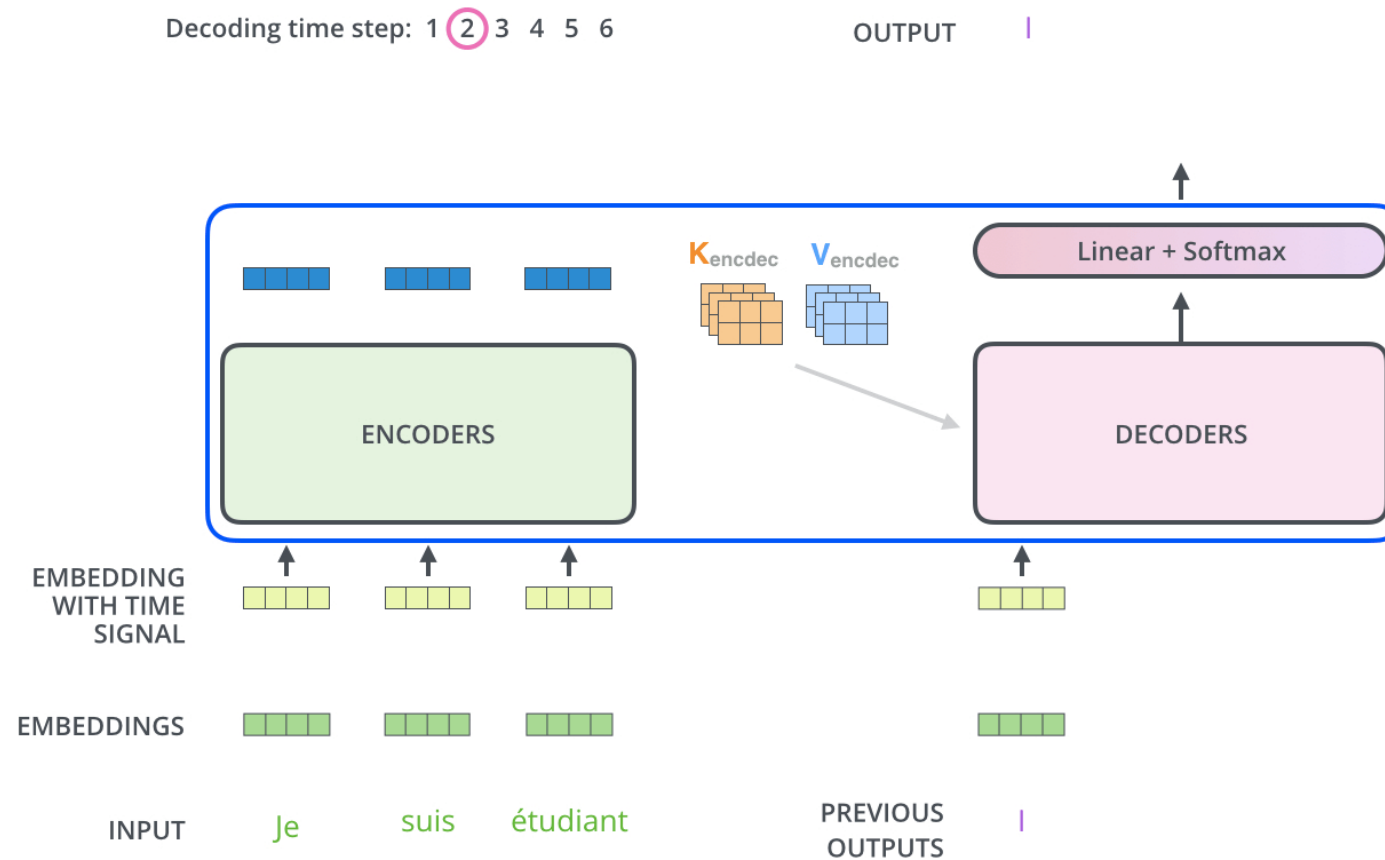 Decoding time step: 1 2 3 4 5 6
OUTPUT I
Kencdec Vencdec
Linear + Softmax
ENCODERS
DECODERS
EMBEDDING
WITH TIME
SIGNAL
EMBEDDINGS
INPUT Je suis étudiant
PREVIOUS
OUTPUTS
I